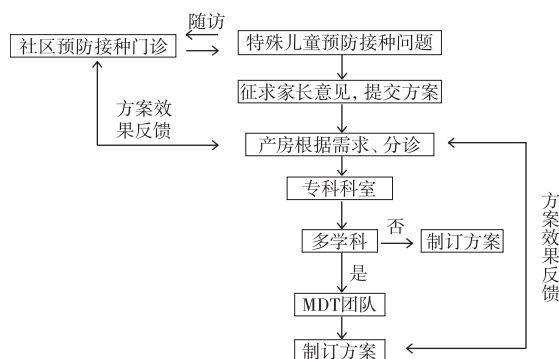 随访
社区预防接种门诊
特殊儿童预防接种问题
征求家长意见，提交方案
方案效
果反馈
产房根据需求、分诊
专科科室
多学科
否
制订方案
是
MDT团队
制订方案
方案效果反馈